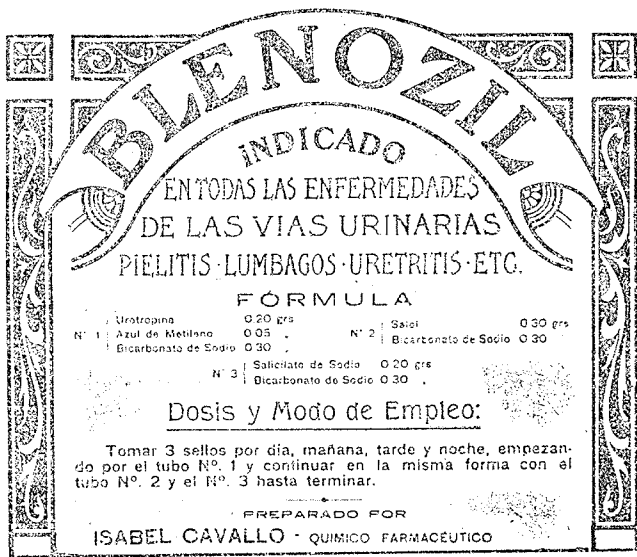 BLENOZIL
INDICADO
EN TODAS LAS ENFERMEDADES
DE LAS VIAS URINARIAS
PIELITIS · LUMBAGOS · URETRITIS · ETC.
FÓRMULA
Nº 1 Urotropina 0.20 grs
Azul de Metileno 0.05 „
Bicarbonato de Sodio 0.30 „
Nº 2 Salol 0.30 grs
Bicarbonato de Sodio 0.30 „
Nº 3 Salicilato de Sodio 0.20 grs
Bicarbonato de Sodio 0.30 „
Dosis y Modo de Empleo:
Tomar 3 sellos por dia, mañana, tarde y noche, empezan-
do por el tubo Nº. 1 y continuar en la misma forma con el
tubo Nº. 2 y el Nº. 3 hasta terminar.
PREPARADO POR
ISABEL CAVALLO - QUIMICO FARMACÉUTICO